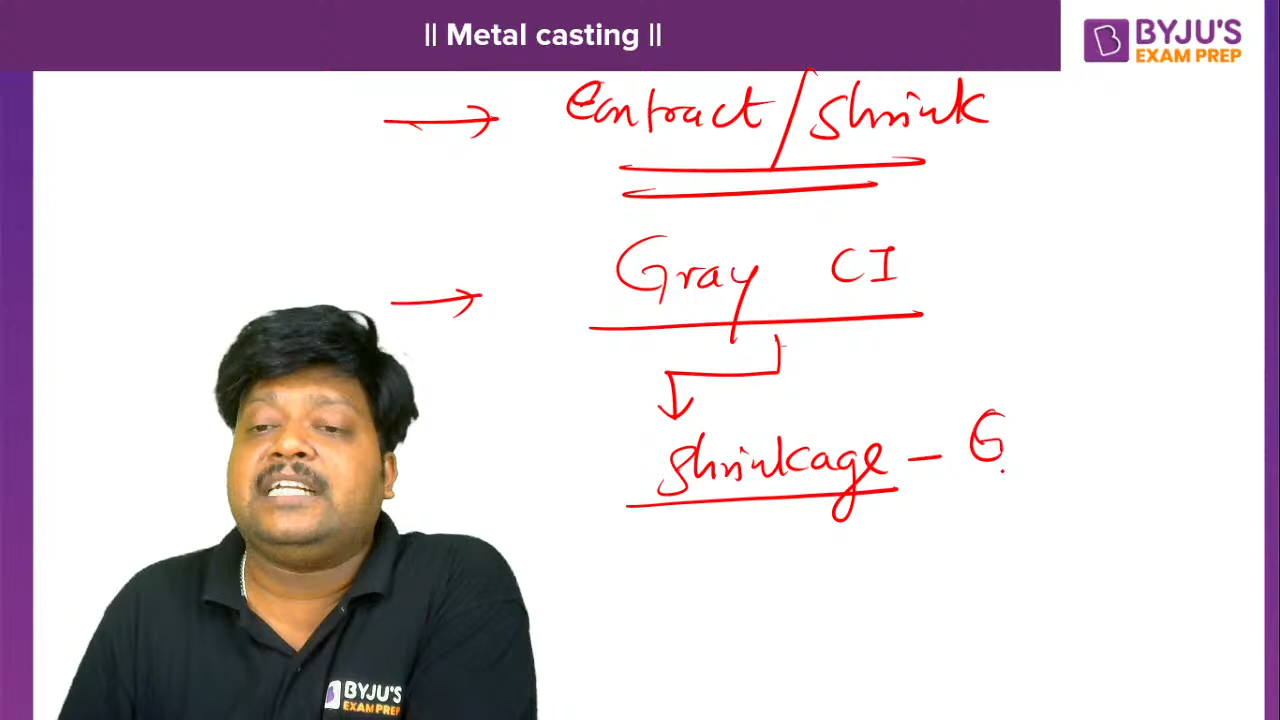 || Metal casting ||
BYJU'S
EXAM PREP
→ Contract/shrink
→ Gray CI
shrinkage – G
BYJU'S
EXAM PREP